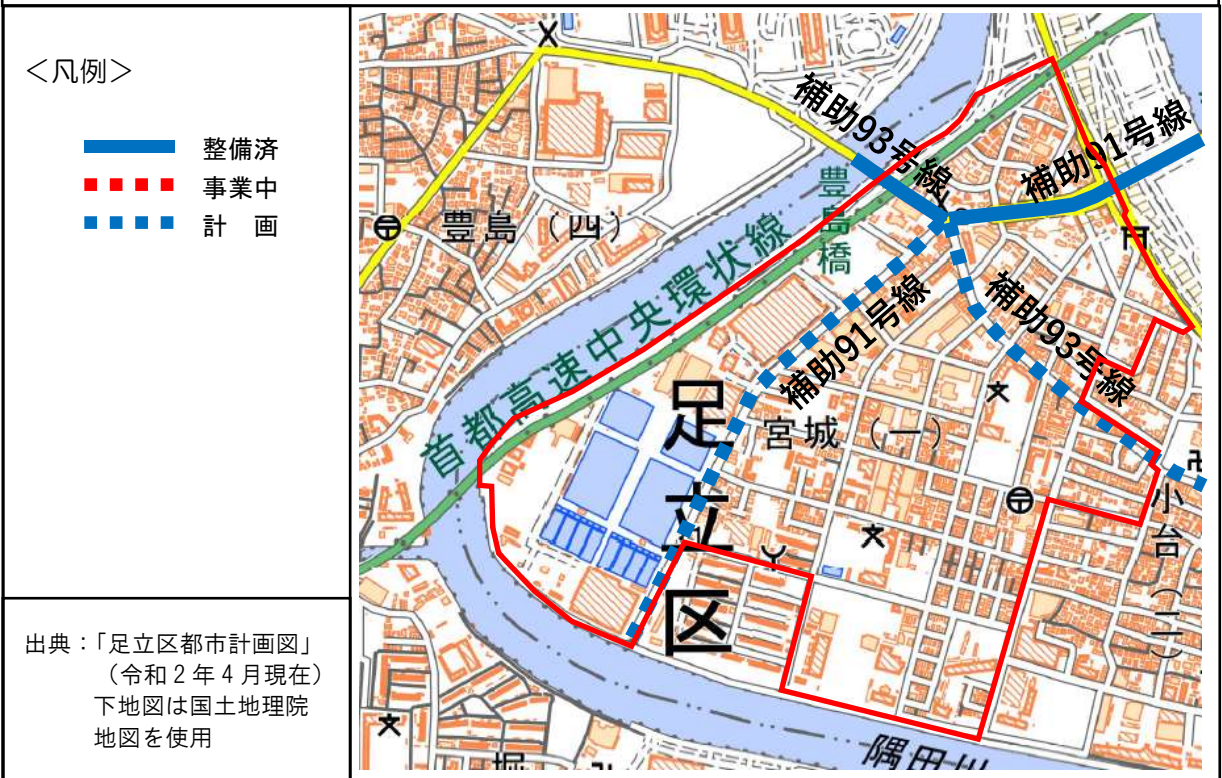 <凡例>
整備済
事業中
計 画
出典：「足立区都市計画図」
（令和２年４月現在）
下地図は国土地理院
地図を使用
補助93号線
補助91号線
豊島（四）
豊島橋
首都高速中央環状線
補助91号線
補助93号線
足立区
宮城（一）
小台（二）
隅田川
堀